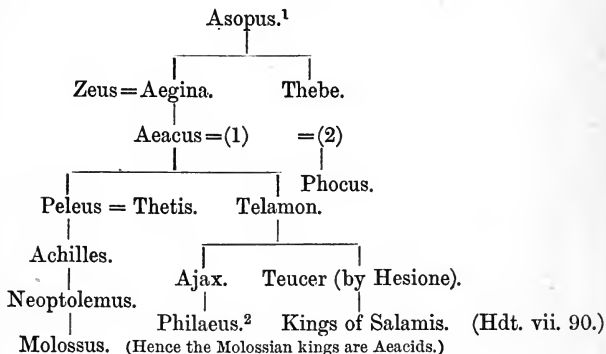 Asopus.¹
Zeus = Aegina. Thebe.
Aeacus = (1) = (2)
Phocus.
Peleus = Thetis. Telamon.
Achilles.
Ajax. Teucer (by Hesione).
Neoptolemus.
Philaeus.² Kings of Salamis. (Hdt. vii. 90.)
Molossus. (Hence the Molossian kings are Aeacids.)